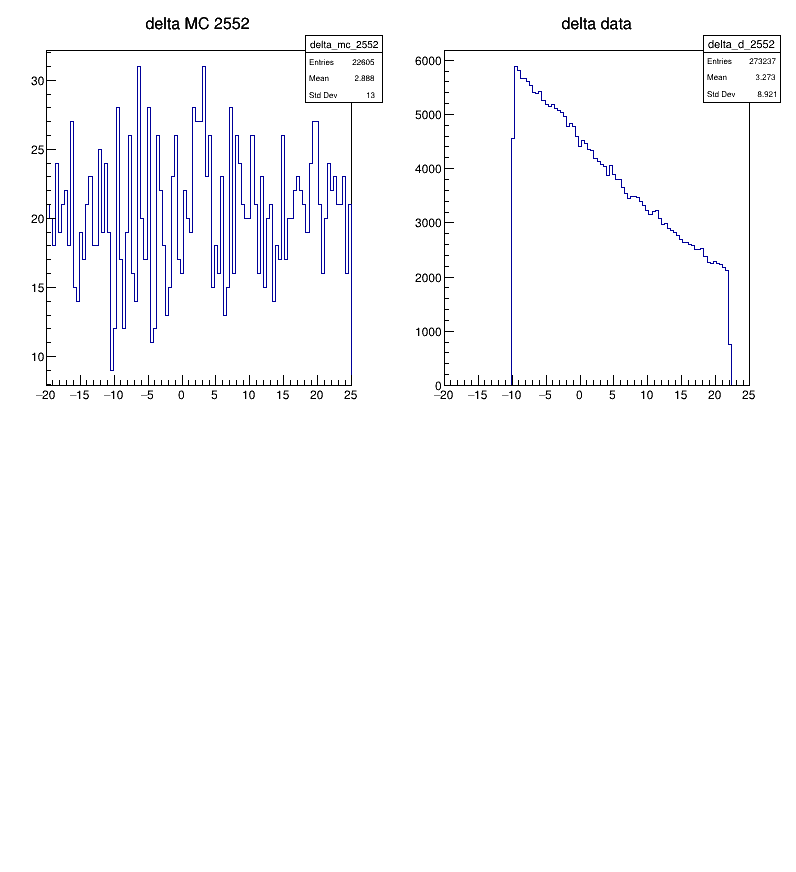 delta MC 2552
delta_mc_2552
Entries 22605
Mean 2.888
Std Dev 13
30
25
20
15
10
−20 −15 −10 −5 0 5 10 15 20 25
delta data
delta_d_2552
Entries 273237
Mean 3.273
Std Dev 8.921
6000
5000
4000
3000
2000
1000
0
−20 −15 −10 −5 0 5 10 15 20 25